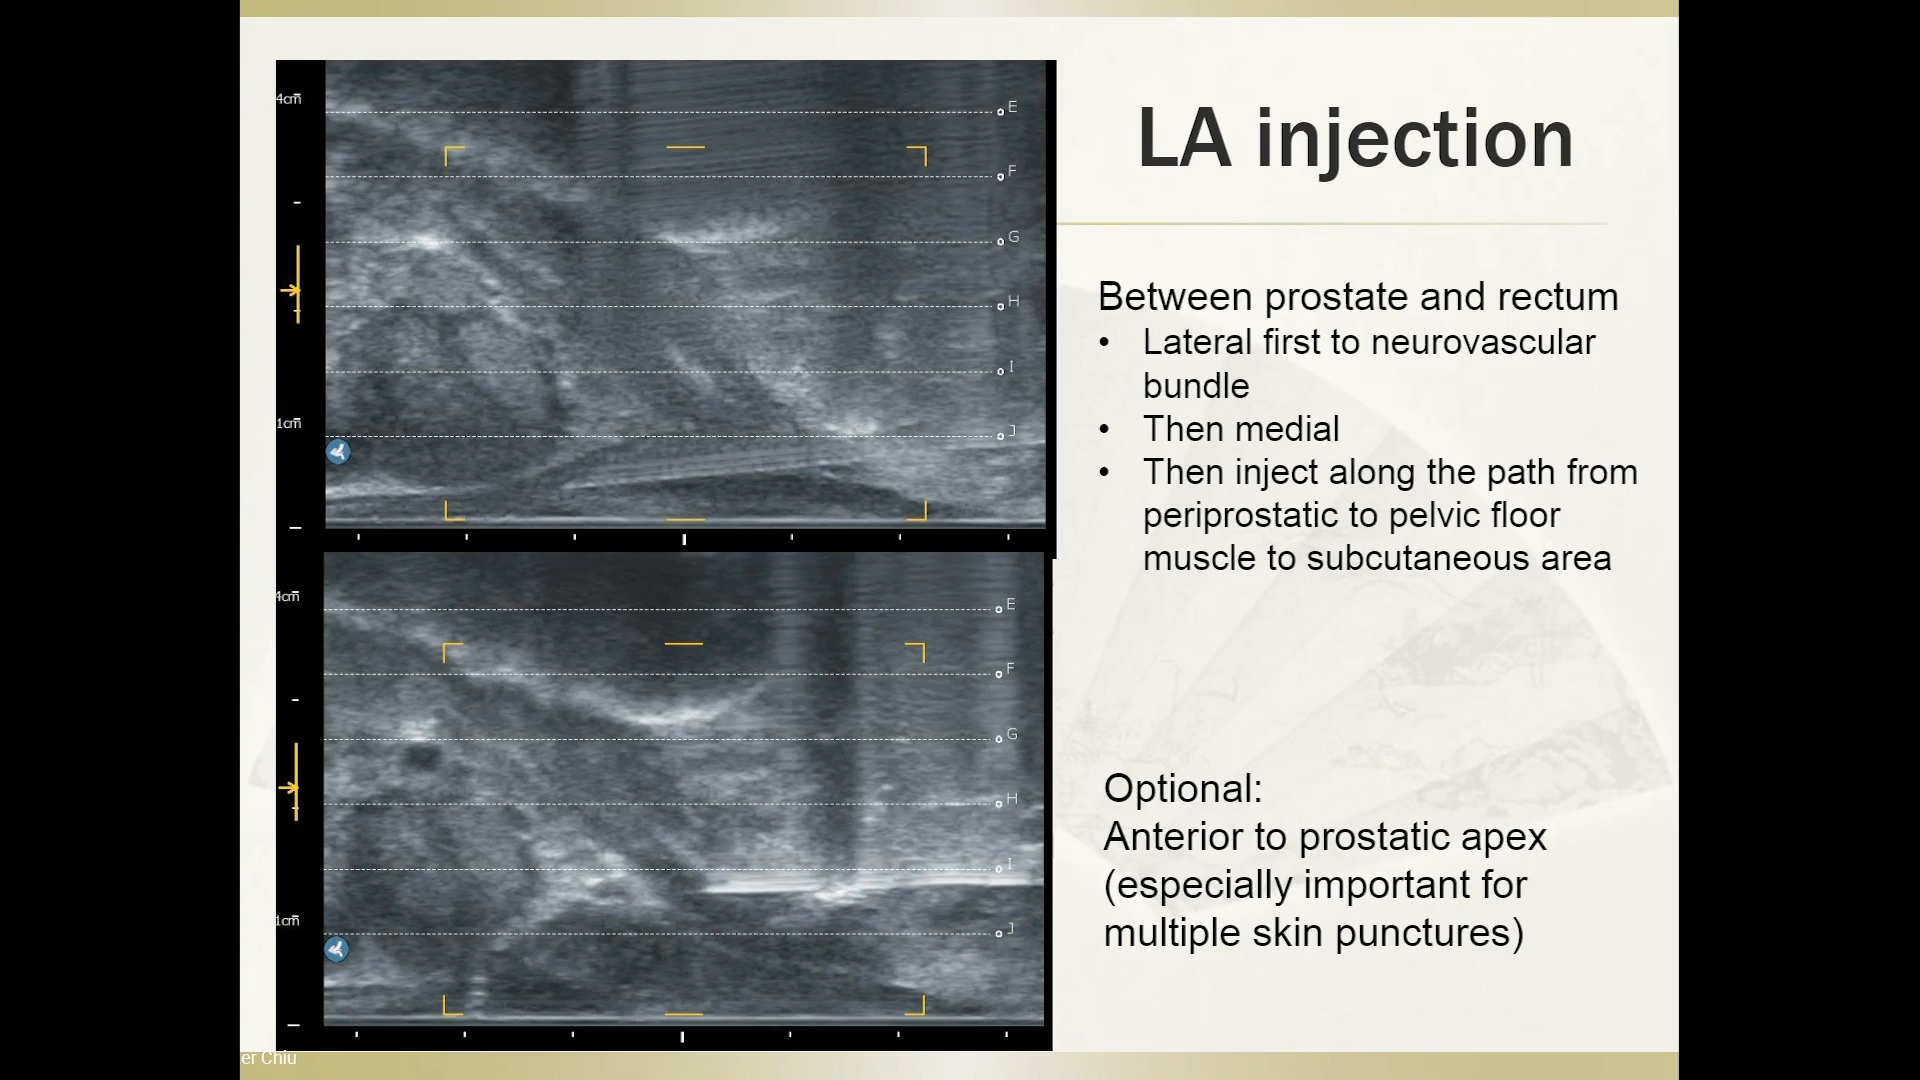 LA injection
4cm
E
F
G
H
I
1cm
J
Between prostate and rectum
• Lateral first to neurovascular
bundle
• Then medial
• Then inject along the path from
periprostatic to pelvic floor
muscle to subcutaneous area
4cm
E
F
G
H
I
1cm
J
Optional:
Anterior to prostatic apex
(especially important for
multiple skin punctures)
er Chiu